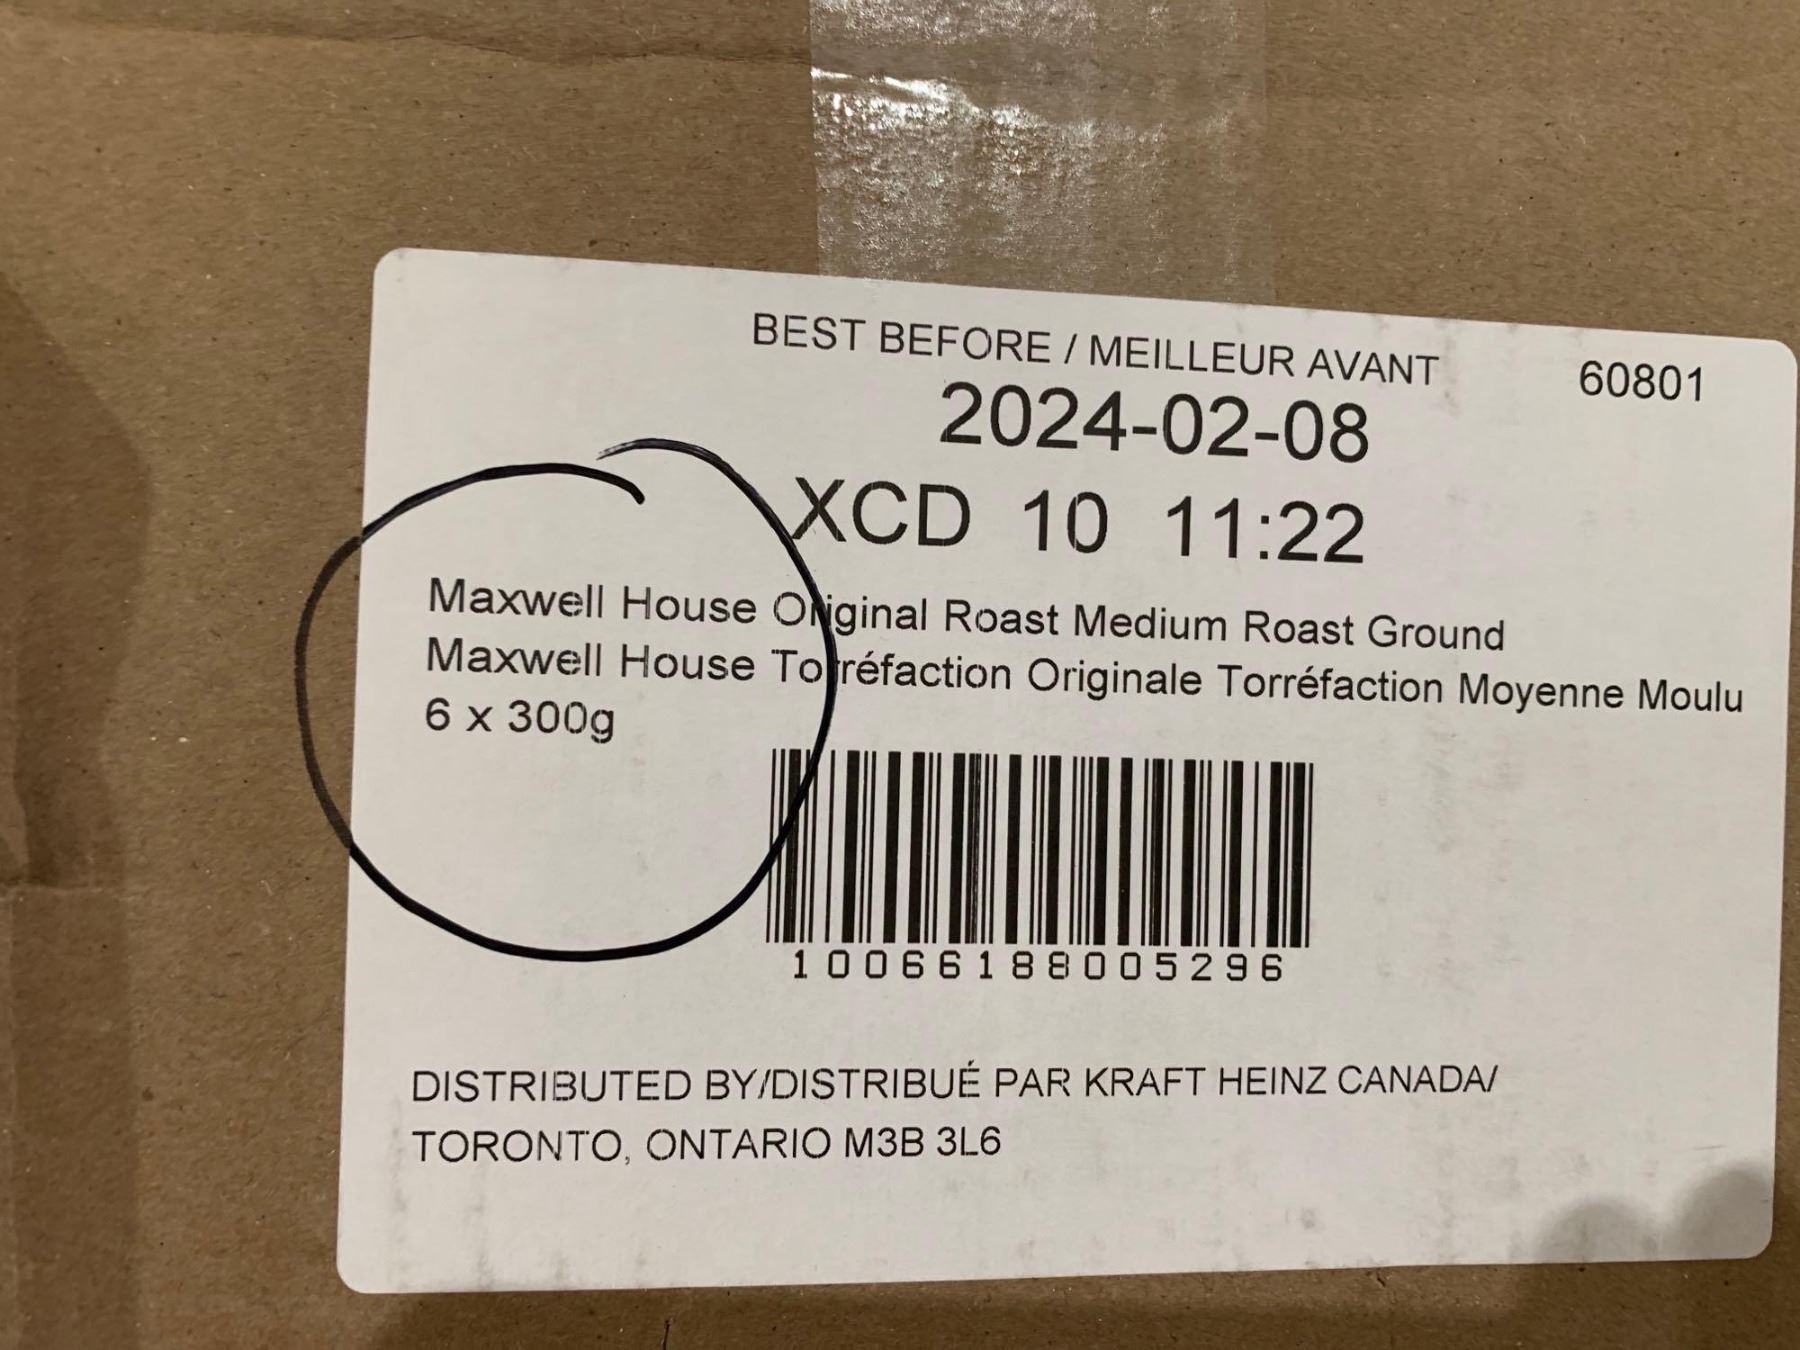 BEST BEFORE / MEILLEUR AVANT 60801
2024-02-08
XCD 10 11:22
Maxwell House Original Roast Medium Roast Ground
Maxwell House Torréfaction Originale Torréfaction Moyenne Moulu
6 x 300g
10066188005296
DISTRIBUTED BY/DISTRIBUÉ PAR KRAFT HEINZ CANADA/
TORONTO, ONTARIO M3B 3L6